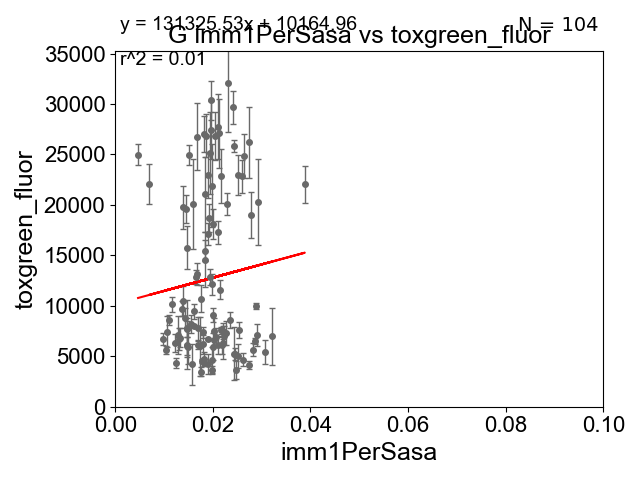 y = 131325.53x + 10164.96
N = 104
G Imm1PerSasa vs toxgreen_fluor
r^2 = 0.01
35000
30000
25000
20000
15000
10000
5000
0
toxgreen_fluor
0.00 0.02 0.04 0.06 0.08 0.10
imm1PerSasa